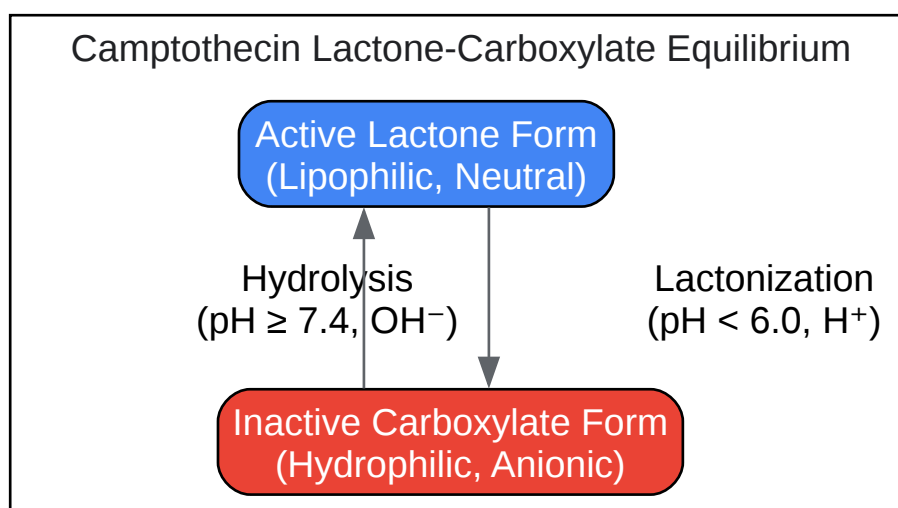 Camptothecin Lactone-Carboxylate Equilibrium
Active Lactone Form
(Lipophilic, Neutral)
Hydrolysis
(pH ≥ 7.4, OH⁻)
Lactonization
(pH < 6.0, H⁺)
Inactive Carboxylate Form
(Hydrophilic, Anionic)